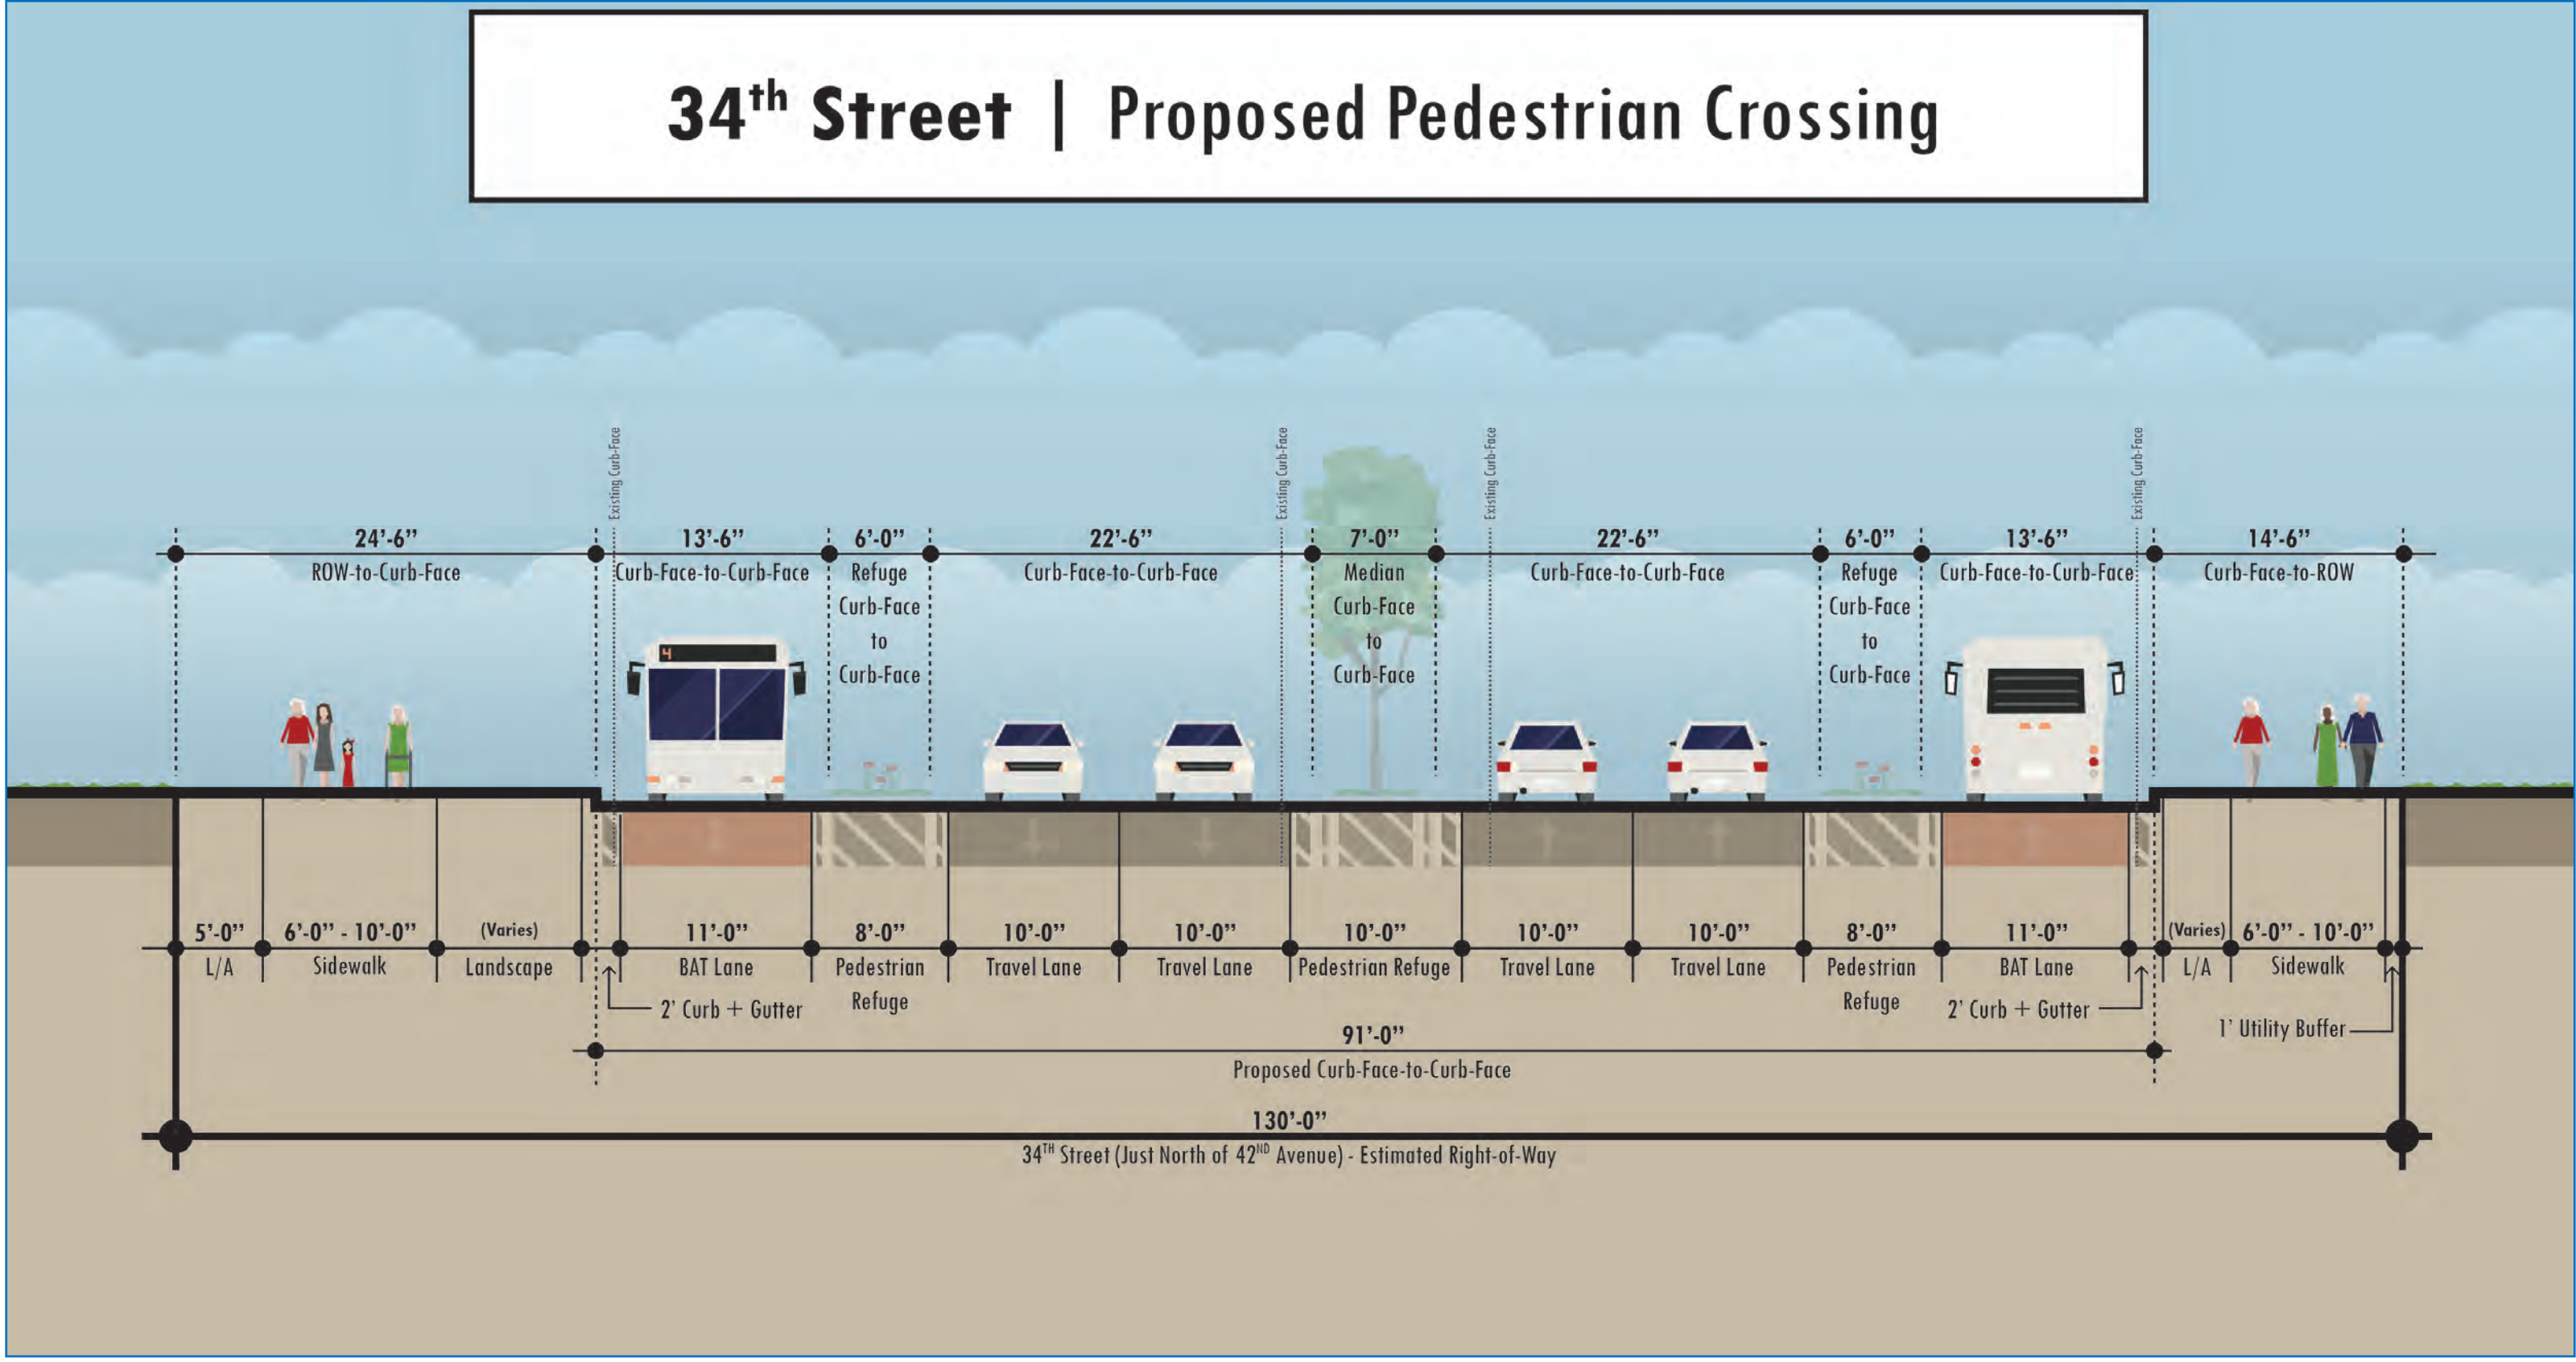 34th Street | Proposed Pedestrian Crossing
Existing Curb-Face
Existing Curb-Face
Existing Curb-Face
Existing Curb-Face
24'-6"
ROW-to-Curb-Face
13'-6"
Curb-Face-to-Curb-Face
6'-0"
Refuge
Curb-Face
to
Curb-Face
22'-6"
Curb-Face-to-Curb-Face
7'-0"
Median
Curb-Face
to
Curb-Face
22'-6"
Curb-Face-to-Curb-Face
6'-0"
Refuge
Curb-Face
to
Curb-Face
13'-6"
Curb-Face-to-Curb-Face
14'-6"
Curb-Face-to-ROW
4
5'-0"
L/A
6'-0" - 10'-0"
Sidewalk
(Varies)
Landscape
2' Curb + Gutter
11'-0"
BAT Lane
8'-0"
Pedestrian
Refuge
10'-0"
Travel Lane
10'-0"
Travel Lane
10'-0"
Pedestrian Refuge
10'-0"
Travel Lane
10'-0"
Travel Lane
8'-0"
Pedestrian
Refuge
11'-0"
BAT Lane
2' Curb + Gutter
(Varies)
L/A
6'-0" - 10'-0"
Sidewalk
1' Utility Buffer
91'-0"
Proposed Curb-Face-to-Curb-Face
130'-0"
34TH Street (Just North of 42ND Avenue) - Estimated Right-of-Way